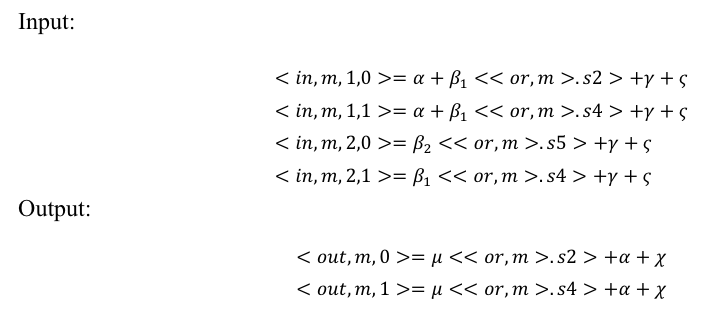 Input:
< in, m, 1,0 >= α + β₁ << or, m >. s2 > +γ + ς
< in, m, 1,1 >= α + β₁ << or, m >. s4 > +γ + ς
< in, m, 2,0 >= β₂ << or, m >. s5 > +γ + ς
< in, m, 2,1 >= β₁ << or, m >. s4 > +γ + ς
Output:
< out, m, 0 >= μ << or, m >. s2 > +α + χ
< out, m, 1 >= μ << or, m >. s4 > +α + χ